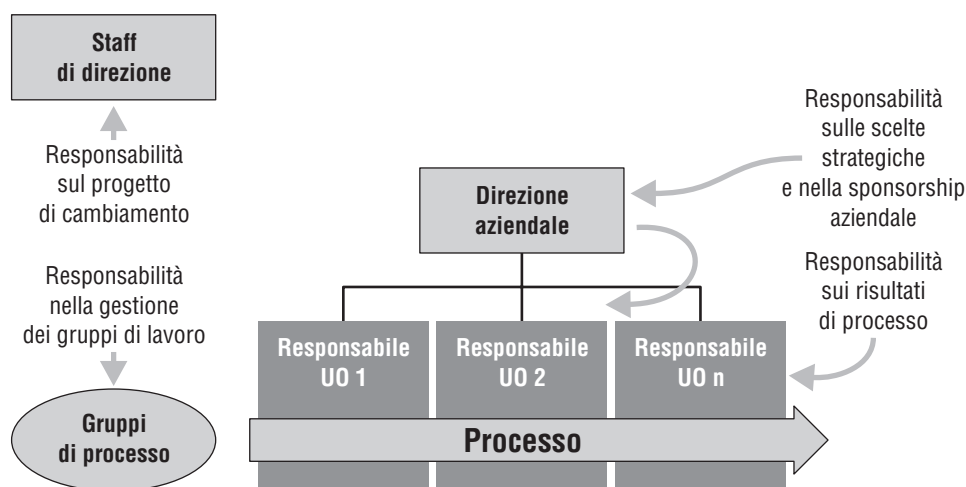 Staff
di direzione
Responsabilità
sul progetto
di cambiamento
Responsabilità
nella gestione
dei gruppi di lavoro
Gruppi
di processo
Direzione
aziendale
Responsabilità
sulle scelte
strategiche
e nella sponsorship
aziendale
Responsabilità
sui risultati
di processo
Responsabile
UO 1
Responsabile
UO 2
Responsabile
UO n
Processo